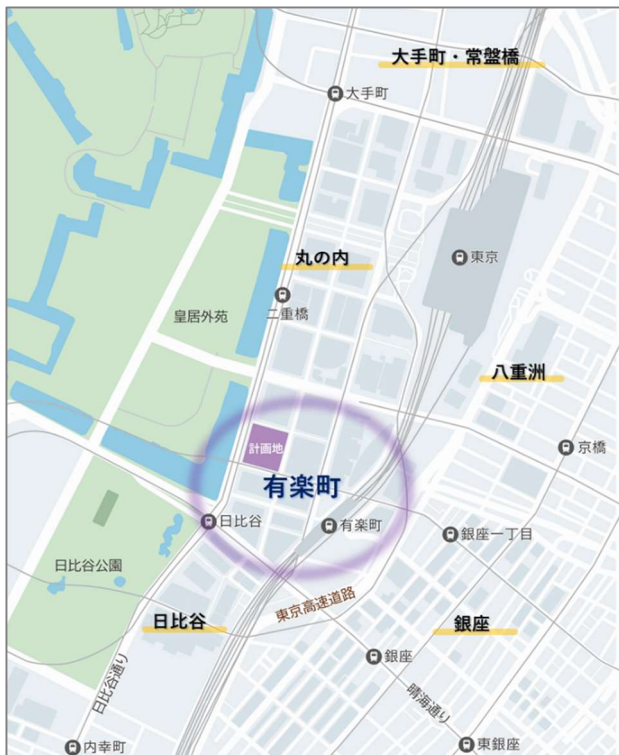 大手町・常盤橋
大手町
丸の内
東京
二重橋
皇居外苑
八重洲
計画地
京橋
有楽町
日比谷
有楽町
銀座一丁目
日比谷公園
東京高速道路
日比谷
銀座
銀座
日比谷通り
晴海通り
内幸町
東銀座